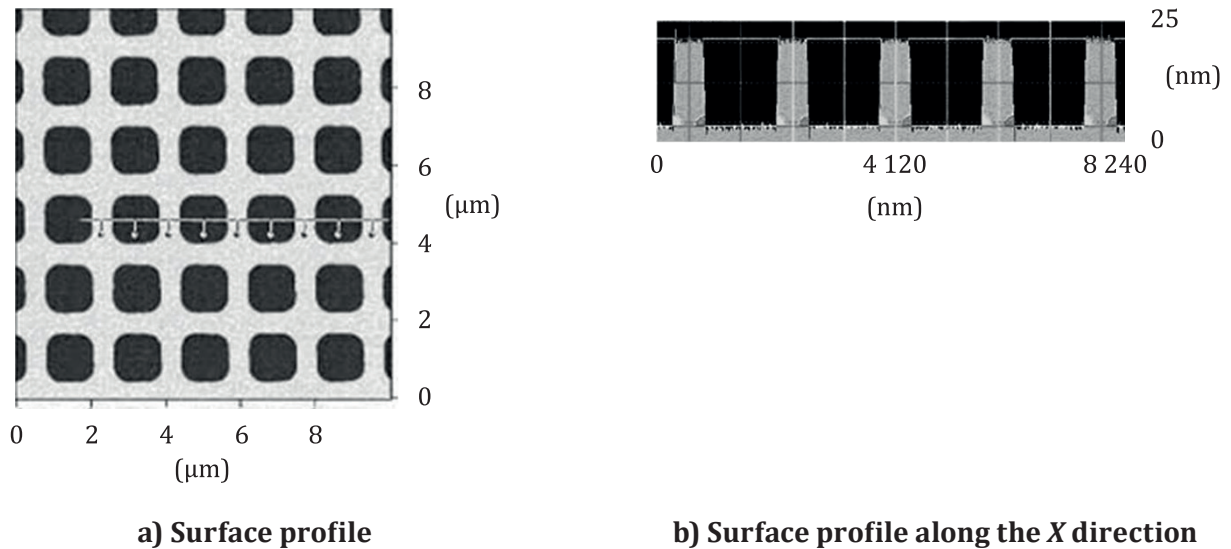 8
6
(μm)
4
2
0
0 2 4 6 8
(μm)
a) Surface profile
25
(nm)
0
0 4 120 8 240
(nm)
b) Surface profile along the X direction